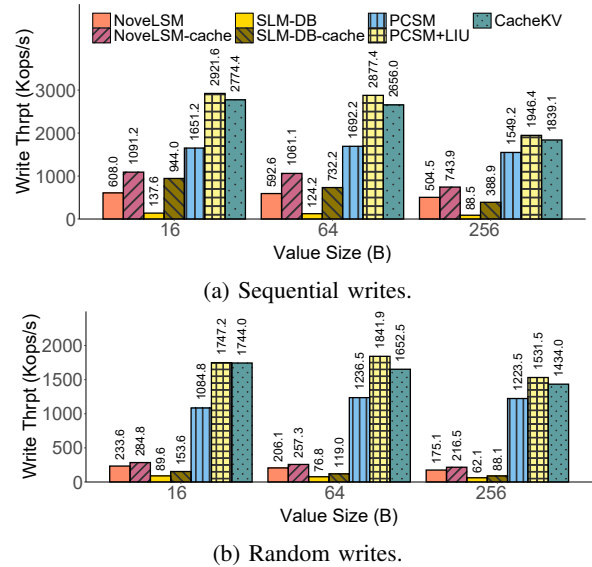 NoveLSM SLM-DB PCSM CacheKV
NoveLSM-cache SLM-DB-cache PCSM+LIU
Write Thrpt (Kops/s)
3000
2000
1000
0
608.0 1091.2 137.6 944.0 1651.2 2921.6 2774.4
592.6 1061.1 124.2 732.2 1692.2 2877.4 2656.0
504.5 743.9 88.5 388.9 1549.2 1946.4 1839.1
16 64 256
Value Size (B)
(a) Sequential writes.
Write Thrpt (Kops/s)
2000
1500
1000
500
0
233.6 284.8 89.6 153.6 1084.8 1747.2 1744.0
206.1 257.3 76.8 119.0 1236.5 1841.9 1652.5
175.1 216.5 62.1 88.1 1223.5 1531.5 1434.0
16 64 256
Value Size (B)
(b) Random writes.